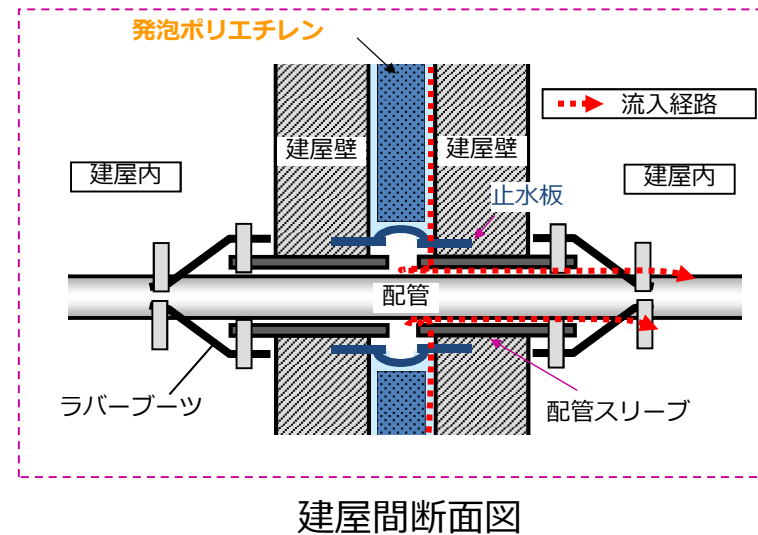 発泡ポリエチレン
流入経路
建屋壁
建屋壁
建屋内
建屋内
止水板
配管
ラバーブーツ
配管スリーブ
建屋間断面図